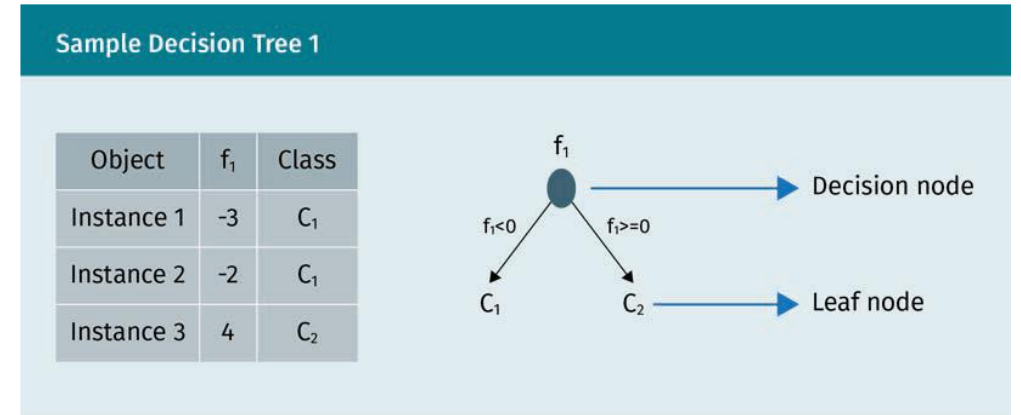 Sample Decision Tree 1
Object f₁ Class
Instance 1 -3 C₁
Instance 2 -2 C₁
Instance 3 4 C₂
f₁
Decision node
f₁<0 f₁>=0
C₁ C₂ Leaf node